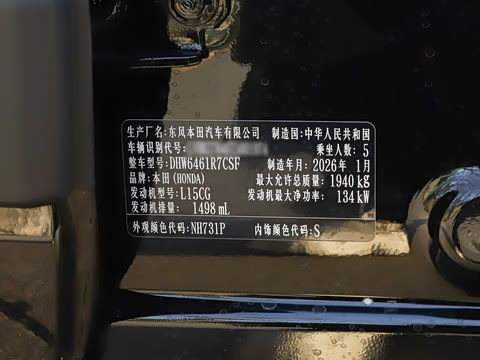 生产厂名: 东风本田汽车有限公司 制造国: 中华人民共和国
车辆识别代号: 乘坐人数: 5
整车型号: DHW6461R7CSF 制造年月: 2026年 1月
品牌: 本田 (HONDA) 最大允许总质量: 1940 kg
发动机型号: L15CG 发动机最大净功率: 134 kW
发动机排量: 1498 mL
外观颜色代码: NH731P 内饰颜色代码: S